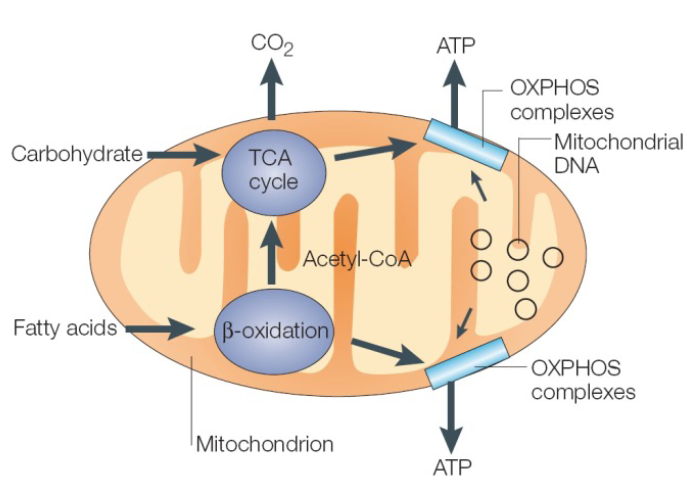 CO₂
ATP
OXPHOS
complexes
Mitochondrial
DNA
Carbohydrate
TCA
cycle
Acetyl-CoA
Fatty acids
β-oxidation
OXPHOS
complexes
Mitochondrion
ATP